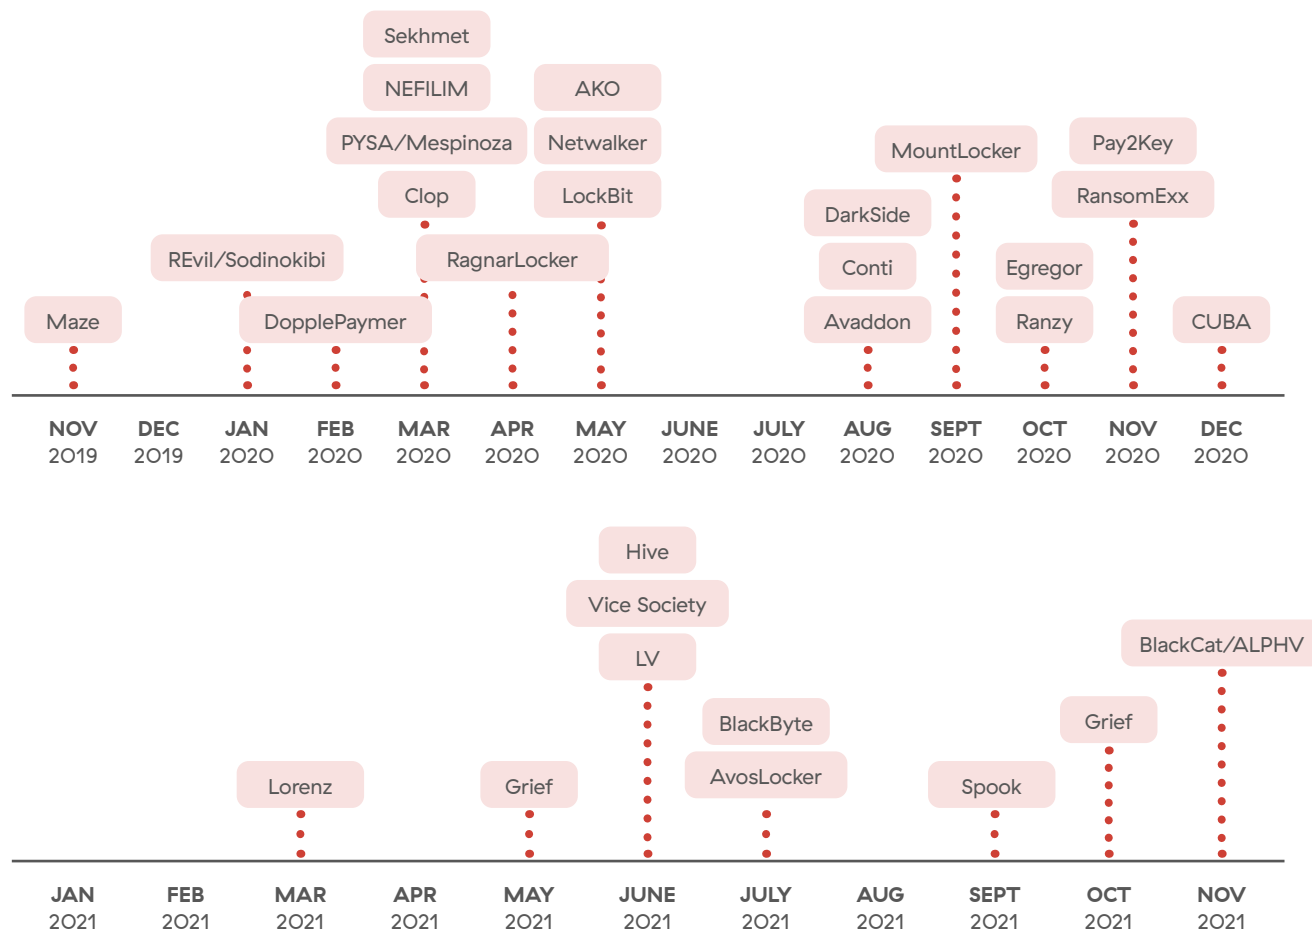 Sekhmet
NEFILIM
AKO
PYSA/Mespinoza
Netwalker
MountLocker
Pay2Key
Clop
LockBit
RansomExx
DarkSide
REvil/Sodinokibi
RagnarLocker
Conti
Egregor
Maze
DopplePaymer
Avaddon
Ranzy
CUBA
NOV DEC JAN FEB MAR APR MAY JUNE JULY AUG SEPT OCT NOV DEC
2019 2019 2020 2020 2020 2020 2020 2020 2020 2020 2020 2020 2020 2020
Hive
Vice Society
LV
BlackCat/ALPHV
BlackByte
Grief
AvosLocker
Lorenz
Grief
Spook
JAN FEB MAR APR MAY JUNE JULY AUG SEPT OCT NOV
2021 2021 2021 2021 2021 2021 2021 2021 2021 2021 2021